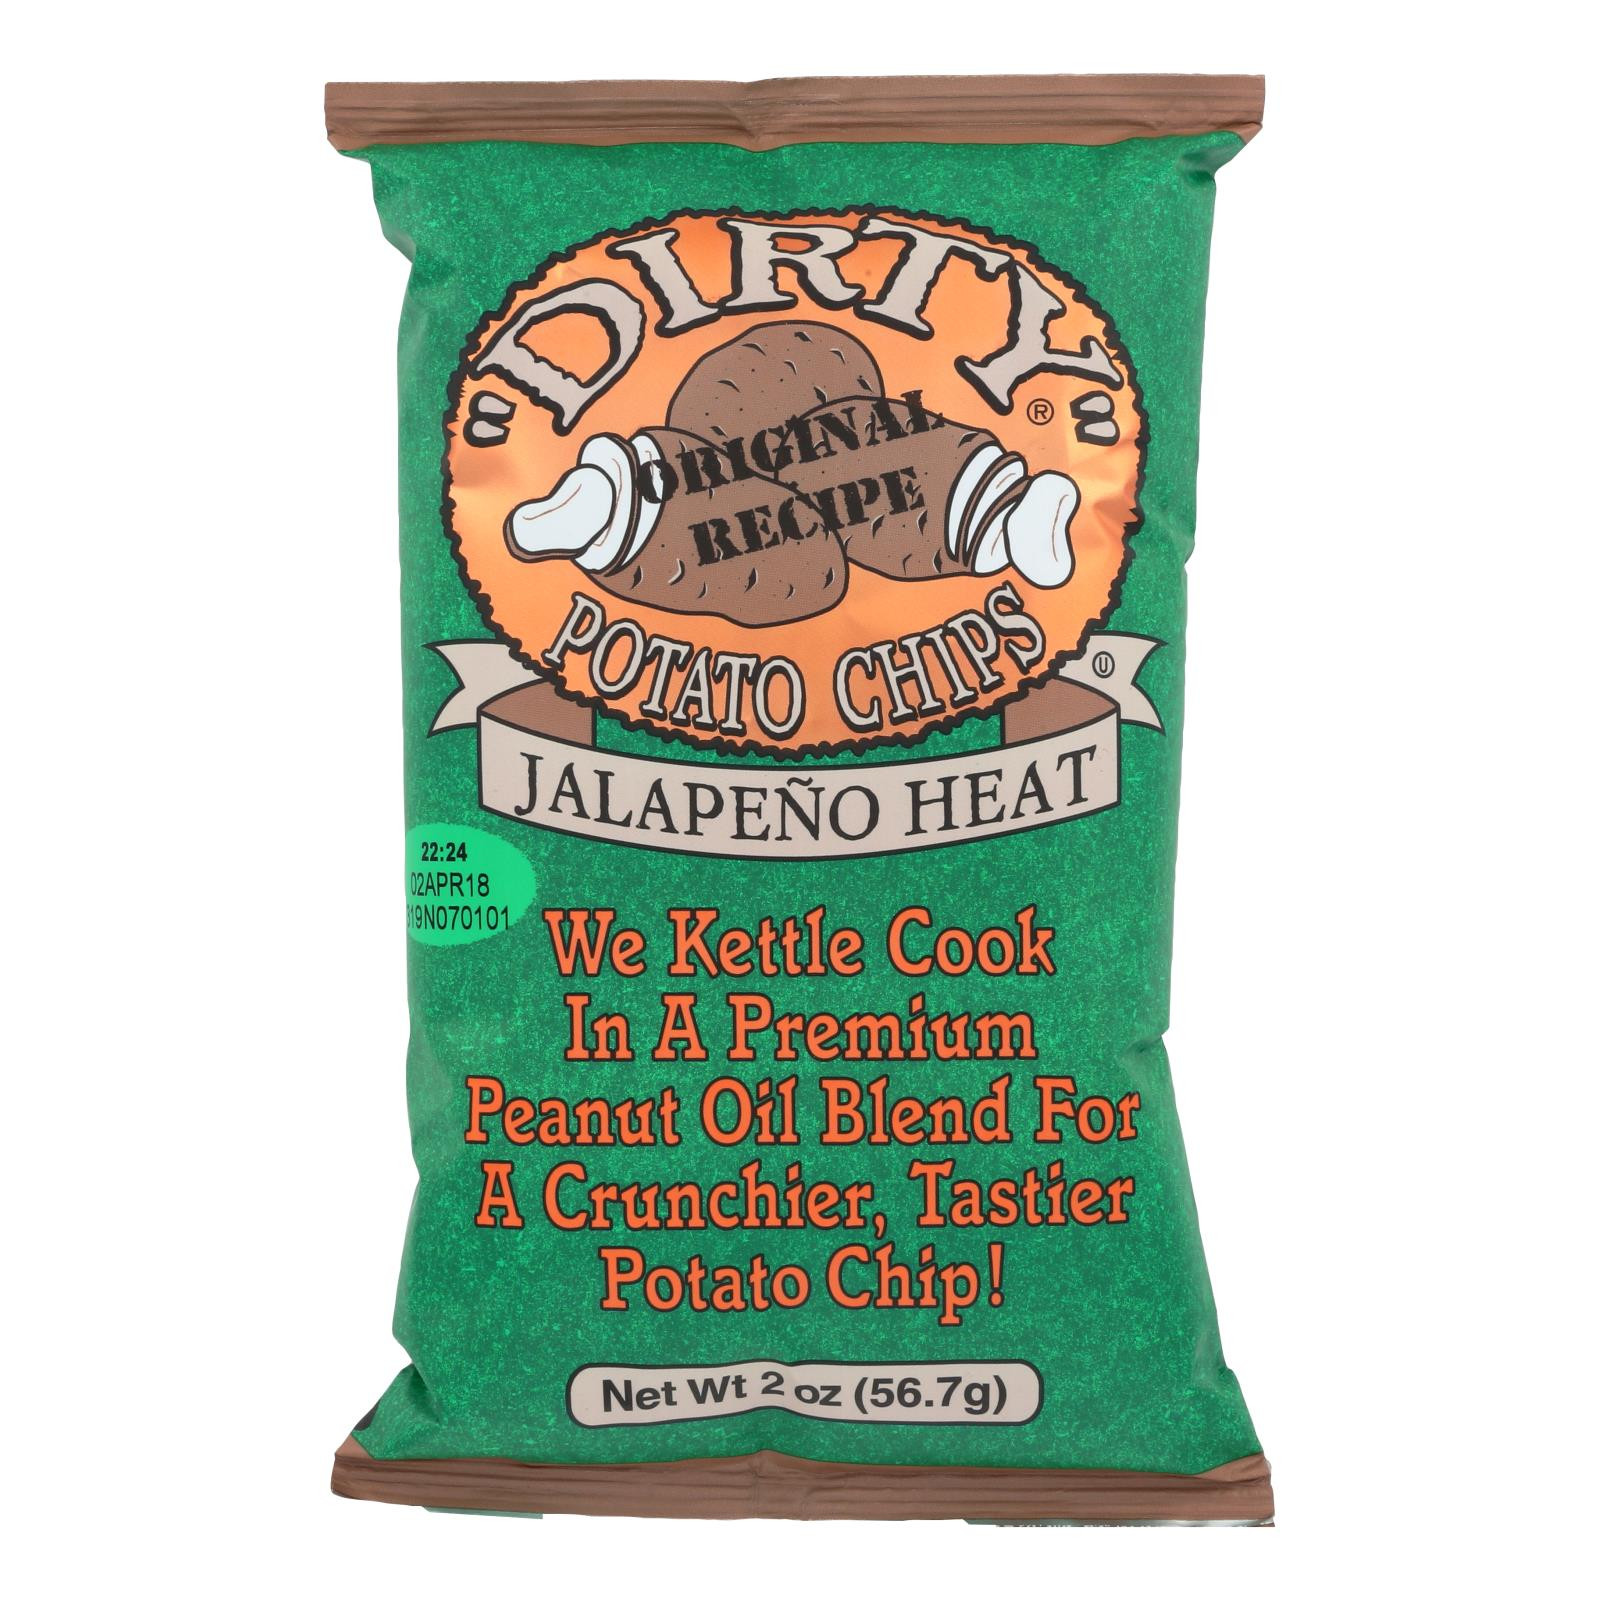 "DIRTY"®
ORIGINAL
RECIPE
POTATO CHIPS
U
JALAPEÑO HEAT
22:24
02APR18
319N070101
We Kettle Cook
In A Premium
Peanut Oil Blend For
A Crunchier, Tastier
Potato Chip!
Net Wt 2 oz (56.7g)